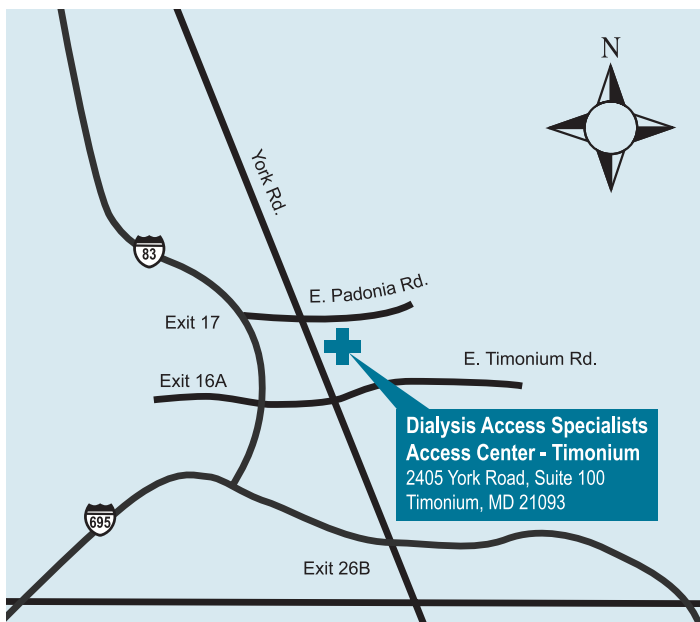 N
York Rd.
83
E. Padonia Rd.
Exit 17
E. Timonium Rd.
Exit 16A
Dialysis Access Specialists
Access Center - Timonium
2405 York Road, Suite 100
Timonium, MD 21093
695
Exit 26B